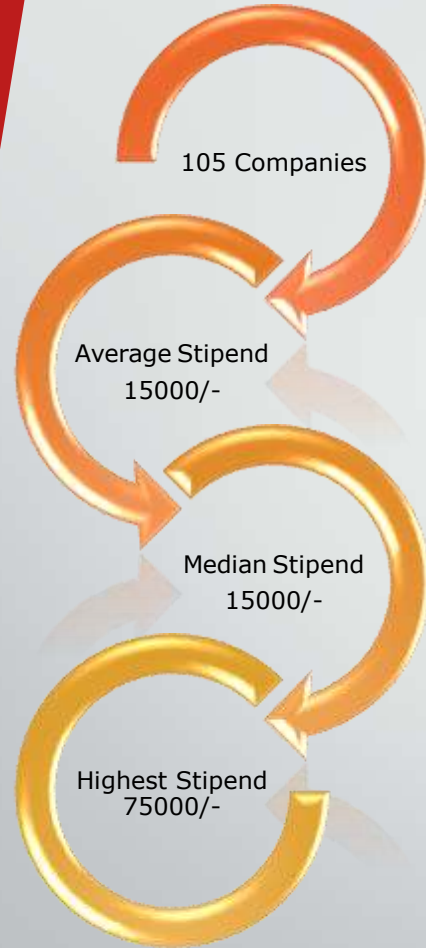 105 Companies
Average Stipend
15000/-
Median Stipend
15000/-
Highest Stipend
75000/-